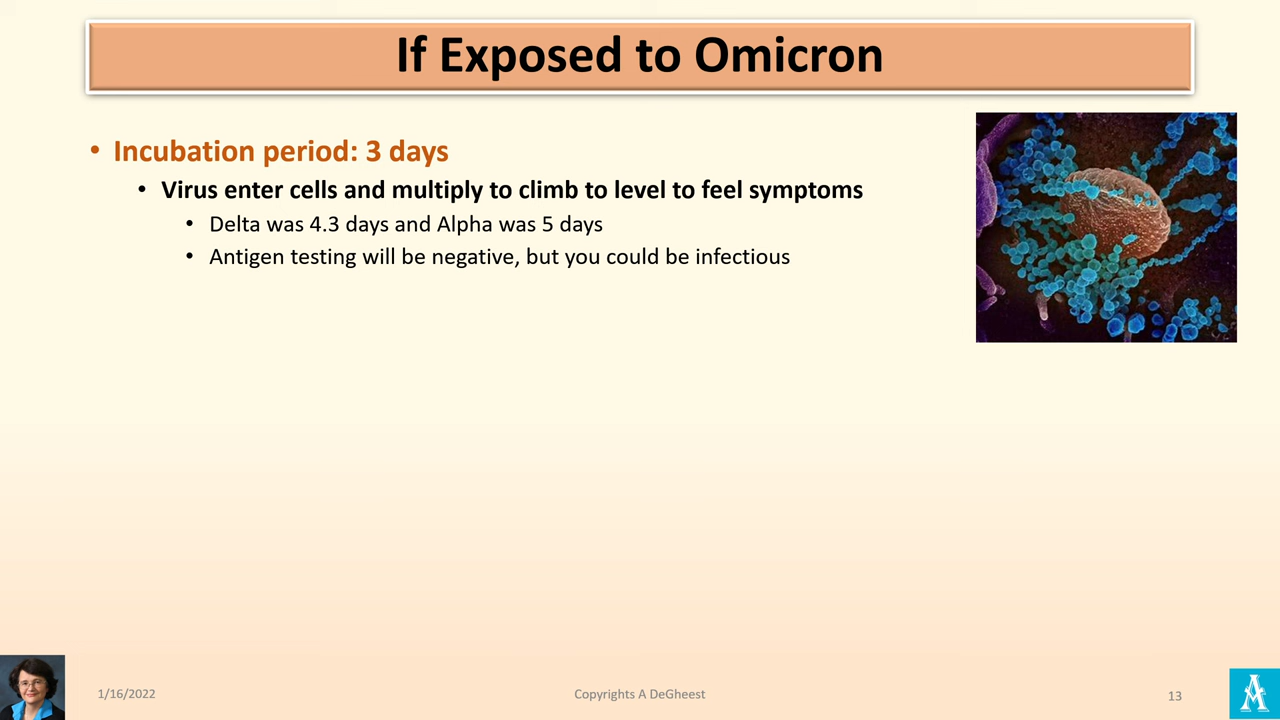 If Exposed to Omicron
• Incubation period: 3 days
• Virus enter cells and multiply to climb to level to feel symptoms
• Delta was 4.3 days and Alpha was 5 days
• Antigen testing will be negative, but you could be infectious
1/16/2022
Copyrights A DeGheest
13
A